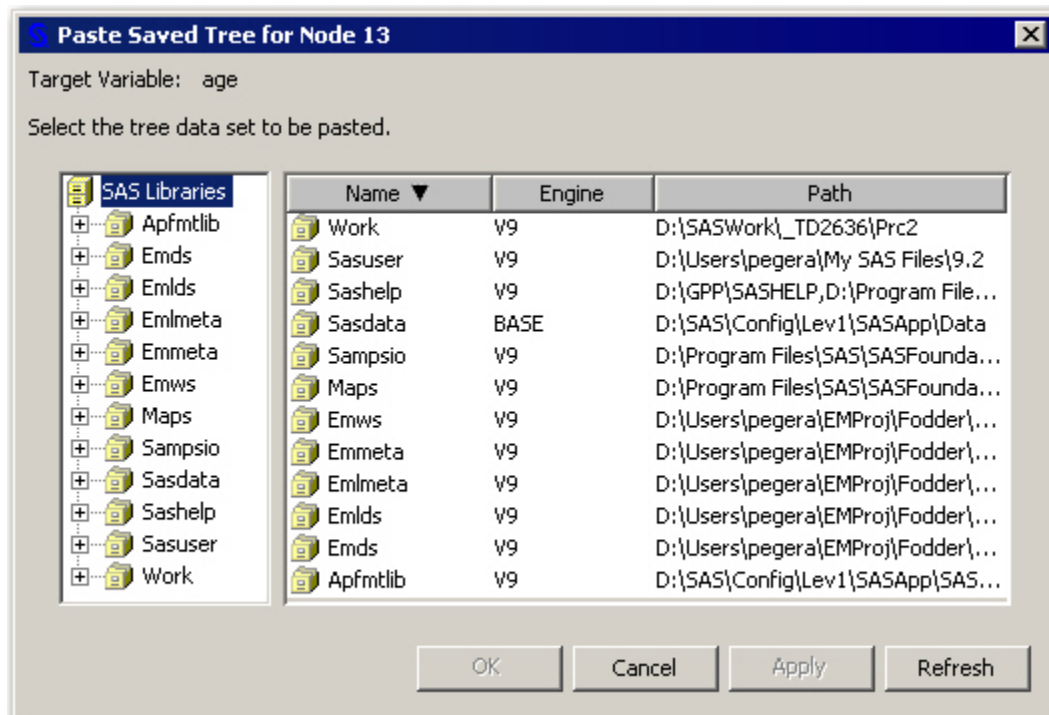 Paste Saved Tree for Node 13
Target Variable: age
Select the tree data set to be pasted.
SAS Libraries
Apfmtlib
Emds
Emlds
Emlmeta
Emmeta
Emws
Maps
Sampsio
Sasdata
Sashelp
Sasuser
Work
Name ▼ Engine Path
Work V9 D:\SASWork\_TD2636\Prc2
Sasuser V9 D:\Users\pegera\My SAS Files\9.2
Sashelp V9 D:\GPP\SASHELP,D:\Program File...
Sasdata BASE D:\SAS\Config\Lev1\SASApp\Data
Sampsio V9 D:\Program Files\SAS\SASFounda...
Maps V9 D:\Program Files\SAS\SASFounda...
Emws V9 D:\Users\pegera\EMProj\Fodder\...
Emmeta V9 D:\Users\pegera\EMProj\Fodder\...
Emlmeta V9 D:\Users\pegera\EMProj\Fodder\...
Emlds V9 D:\Users\pegera\EMProj\Fodder\...
Emds V9 D:\Users\pegera\EMProj\Fodder\...
Apfmtlib V9 D:\SAS\Config\Lev1\SASApp\SAS...
OK Cancel Apply Refresh